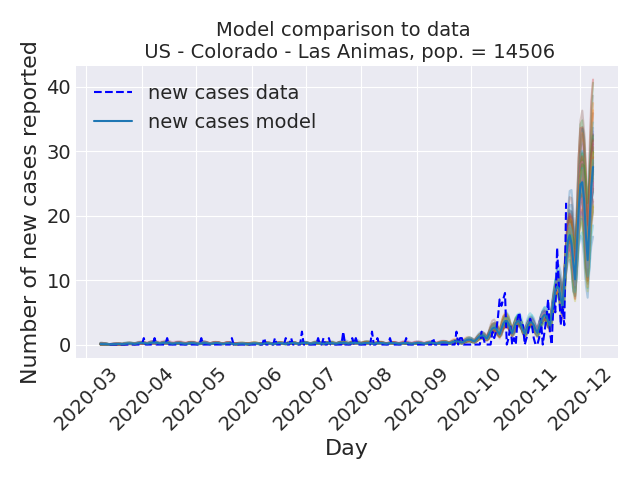 Model comparison to data
US - Colorado - Las Animas, pop. = 14506
Number of new cases reported
40
30
20
10
0
new cases data
new cases model
2020-03
2020-04
2020-05
2020-06
2020-07
2020-08
2020-09
2020-10
2020-11
2020-12
Day